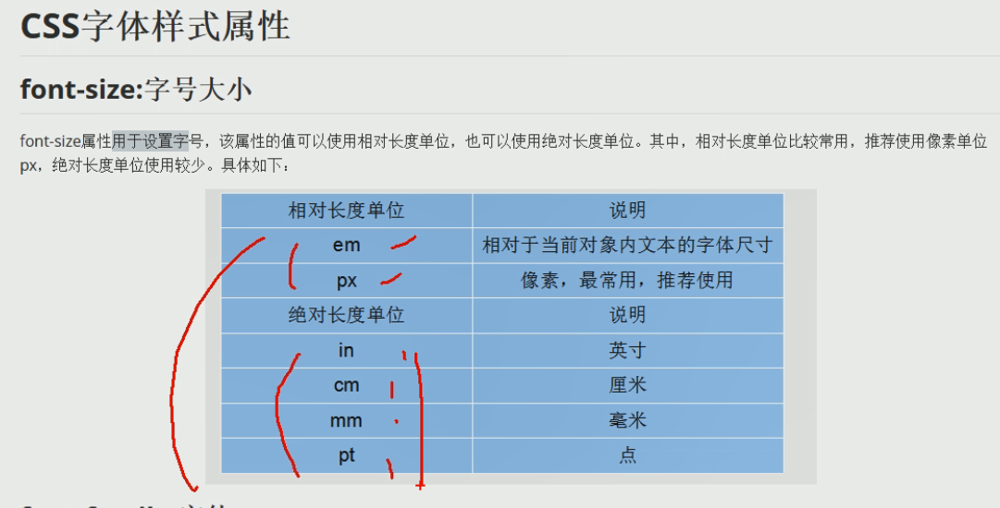 CSS字体样式属性
font-size:字号大小
font-size属性用于设置字号，该属性的值可以使用相对长度单位，也可以使用绝对长度单位。其中，相对长度单位比较常用，推荐使用像素单位
px，绝对长度单位使用较少。具体如下：
相对长度单位 说明
em 相对于当前对象内文本的字体尺寸
px 像素，最常用，推荐使用
绝对长度单位 说明
in 英寸
cm 厘米
mm 毫米
pt 点